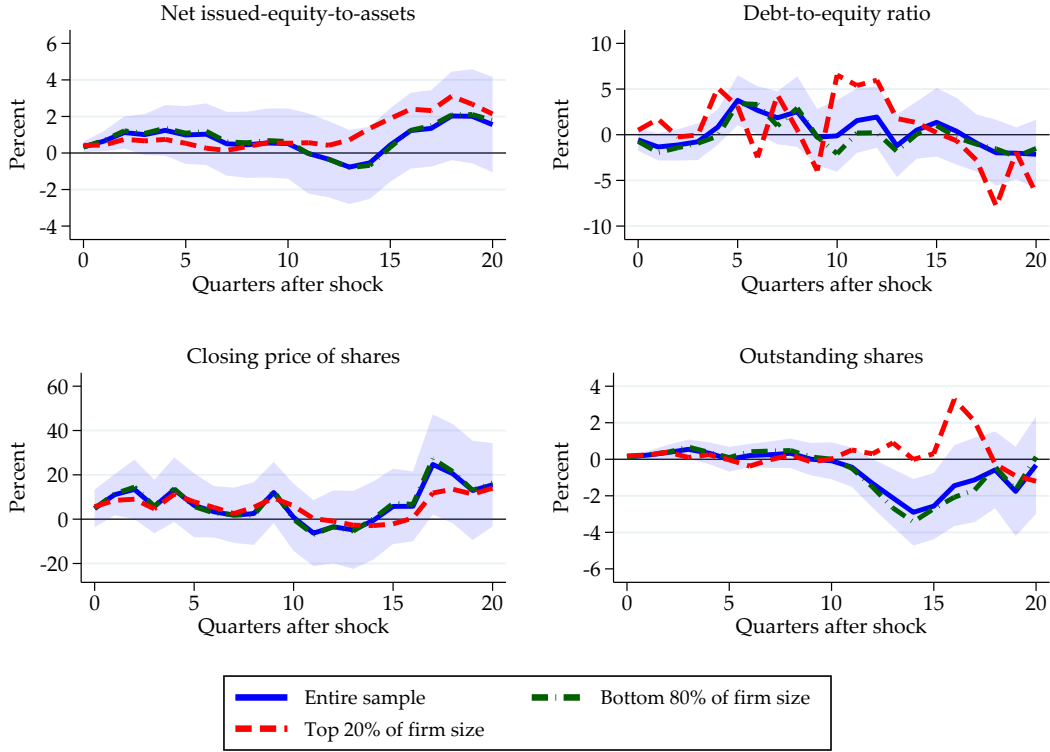 Net issued-equity-to-assets
Percent
6
4
2
0
-2
-4
0 5 10 15 20
Quarters after shock
Debt-to-equity ratio
Percent
10
5
0
-5
-10
0 5 10 15 20
Quarters after shock
Closing price of shares
Percent
60
40
20
0
-20
0 5 10 15 20
Quarters after shock
Outstanding shares
Percent
4
2
0
-2
-4
-6
0 5 10 15 20
Quarters after shock
Entire sample
Bottom 80% of firm size
Top 20% of firm size